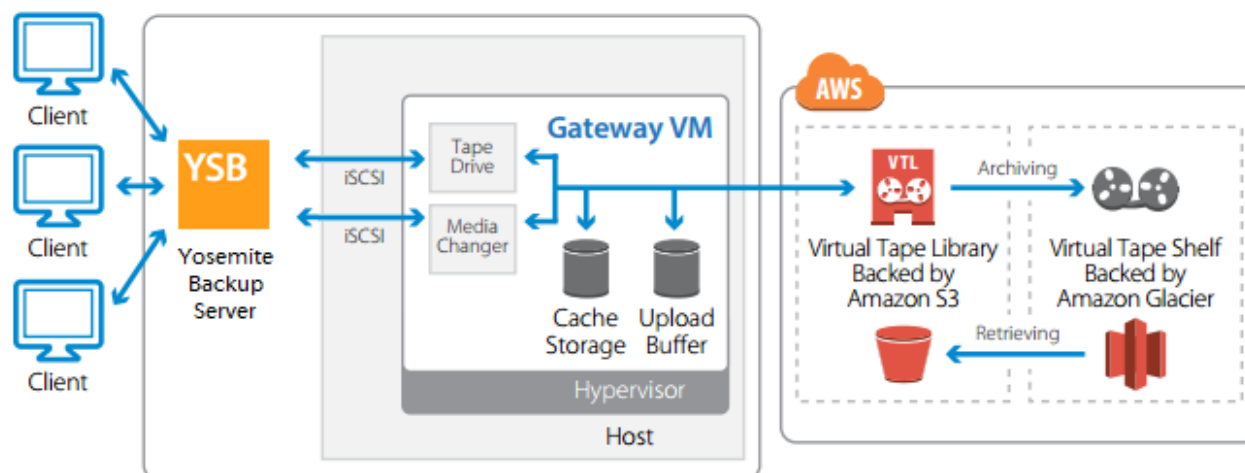 Client
Client
Client
YSB
Yosemite
Backup
Server
iSCSI
iSCSI
Gateway VM
Tape
Drive
Media
Changer
Cache
Storage
Upload
Buffer
Hypervisor
Host
AWS
VTL
Archiving
Virtual Tape Library
Backed by
Amazon S3
Virtual Tape Shelf
Backed by
Amazon Glacier
Retrieving